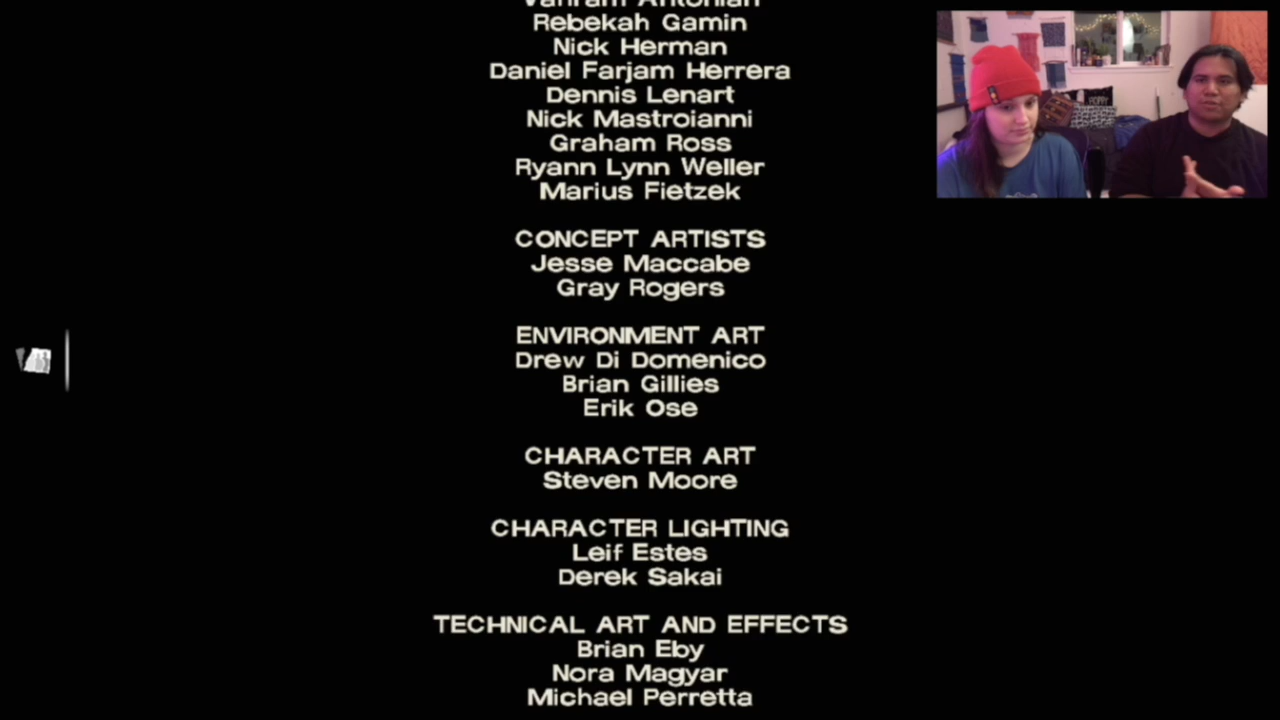 Vahram Antonian
Rebekah Gamin
Nick Herman
Daniel Farjam Herrera
Dennis Lenart
Nick Mastroianni
Graham Ross
Ryann Lynn Weller
Marius Fietzek
CONCEPT ARTISTS
Jesse Maccabe
Gray Rogers
ENVIRONMENT ART
Drew Di Domenico
Brian Gillies
Erik Ose
CHARACTER ART
Steven Moore
CHARACTER LIGHTING
Leif Estes
Derek Sakai
TECHNICAL ART AND EFFECTS
Brian Eby
Nora Magyar
Michael Perretta